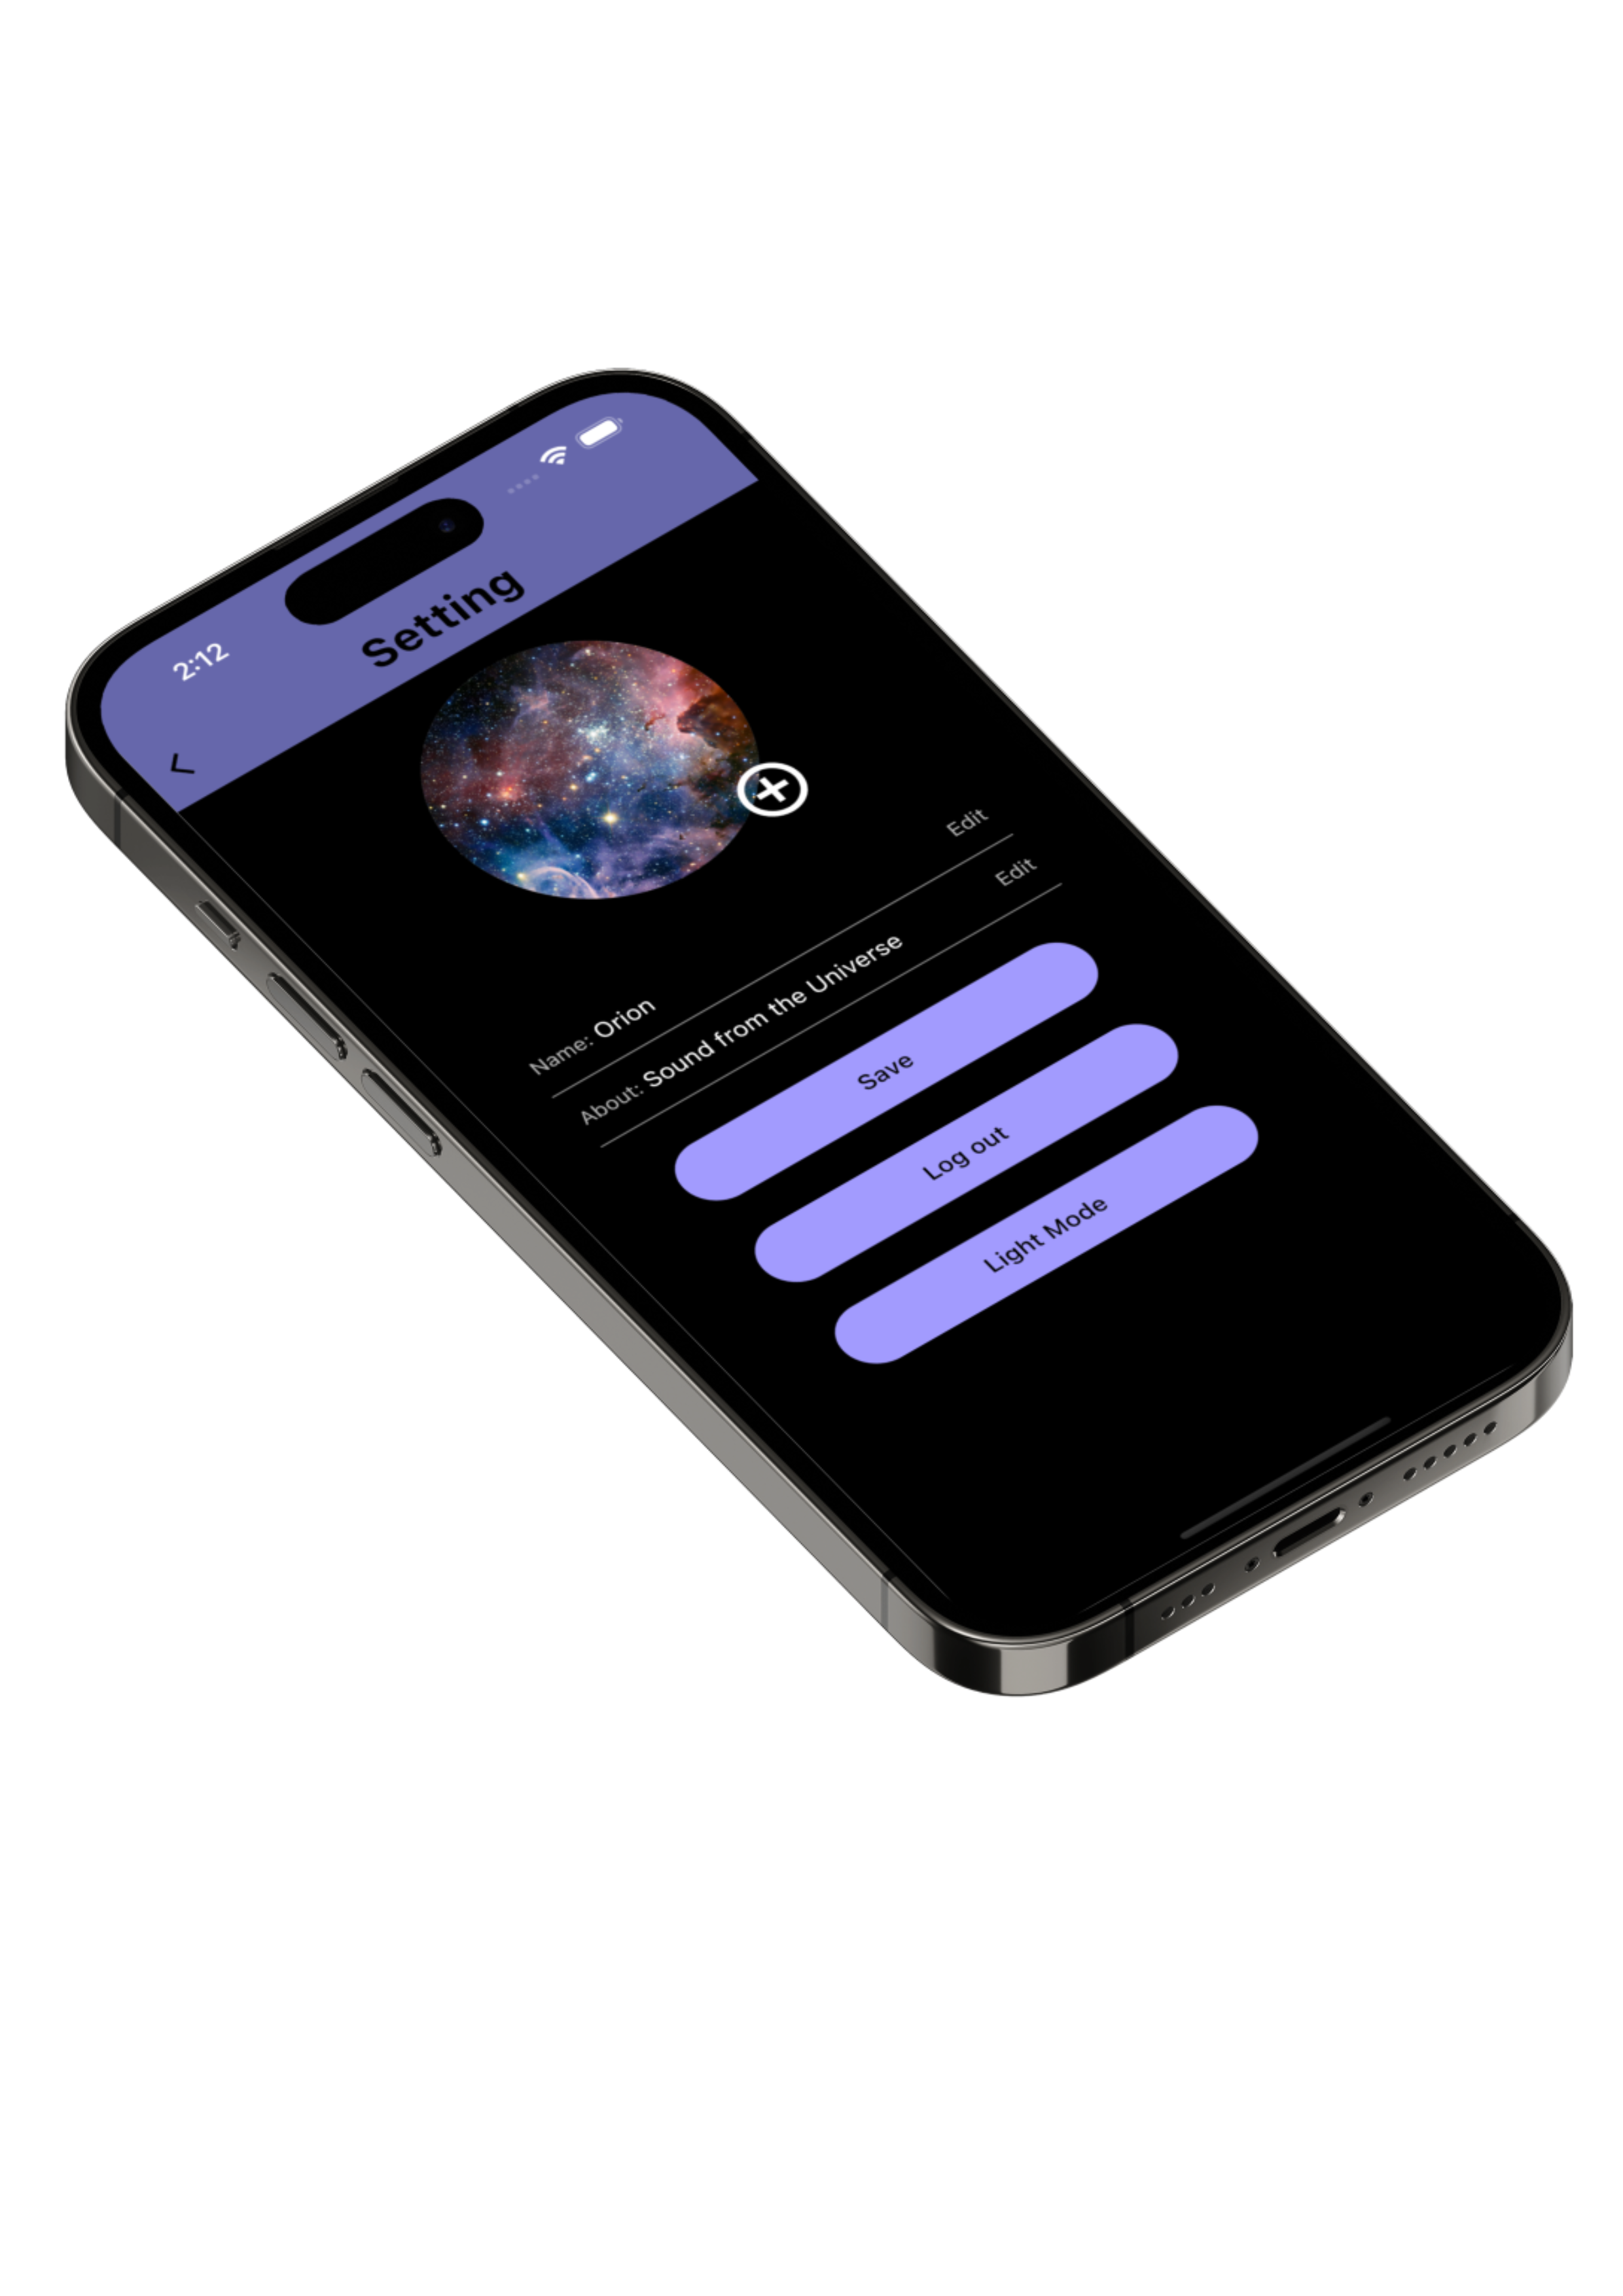 2:12
Setting
Name: Orion Edit
About: Sound from the Universe Edit
Save
Log out
Light Mode